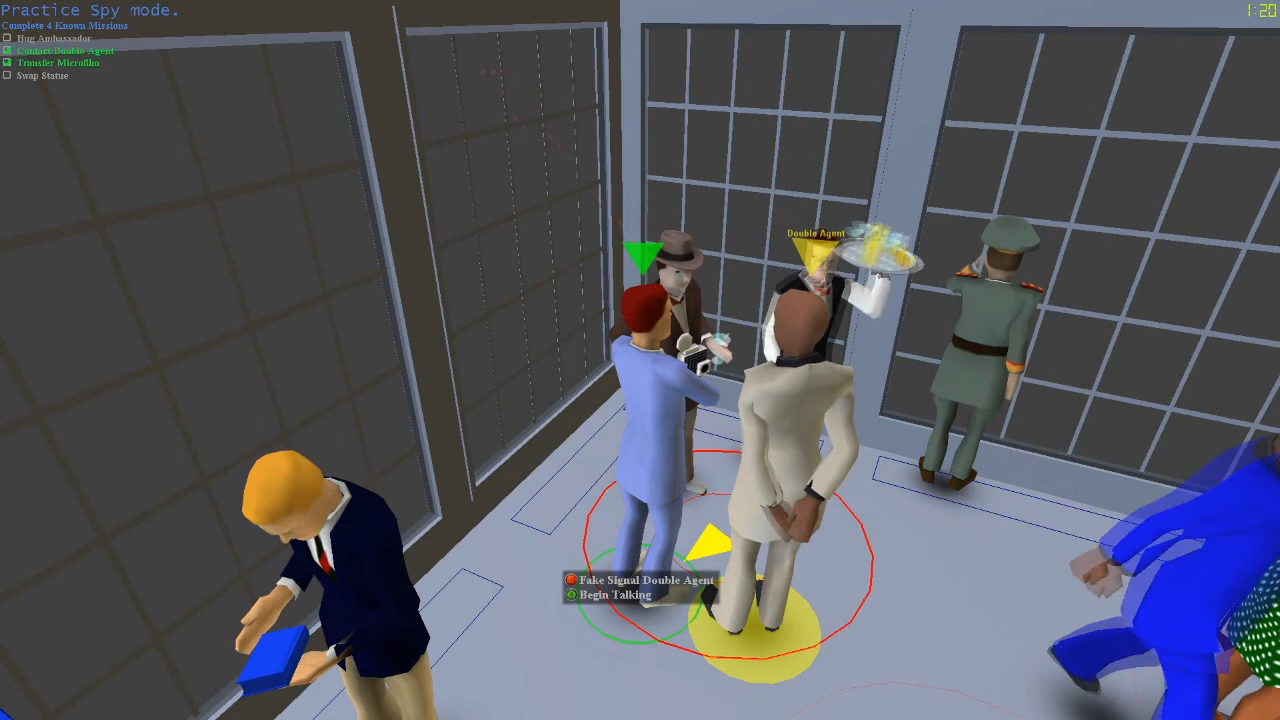 Practice Spy mode.
1:20
Complete 4 Known Missions
Bug Ambassador
Contact Double Agent
Transfer Microfilm
Swap Statue
Double Agent
Fake Signal Double Agent
Begin Talking